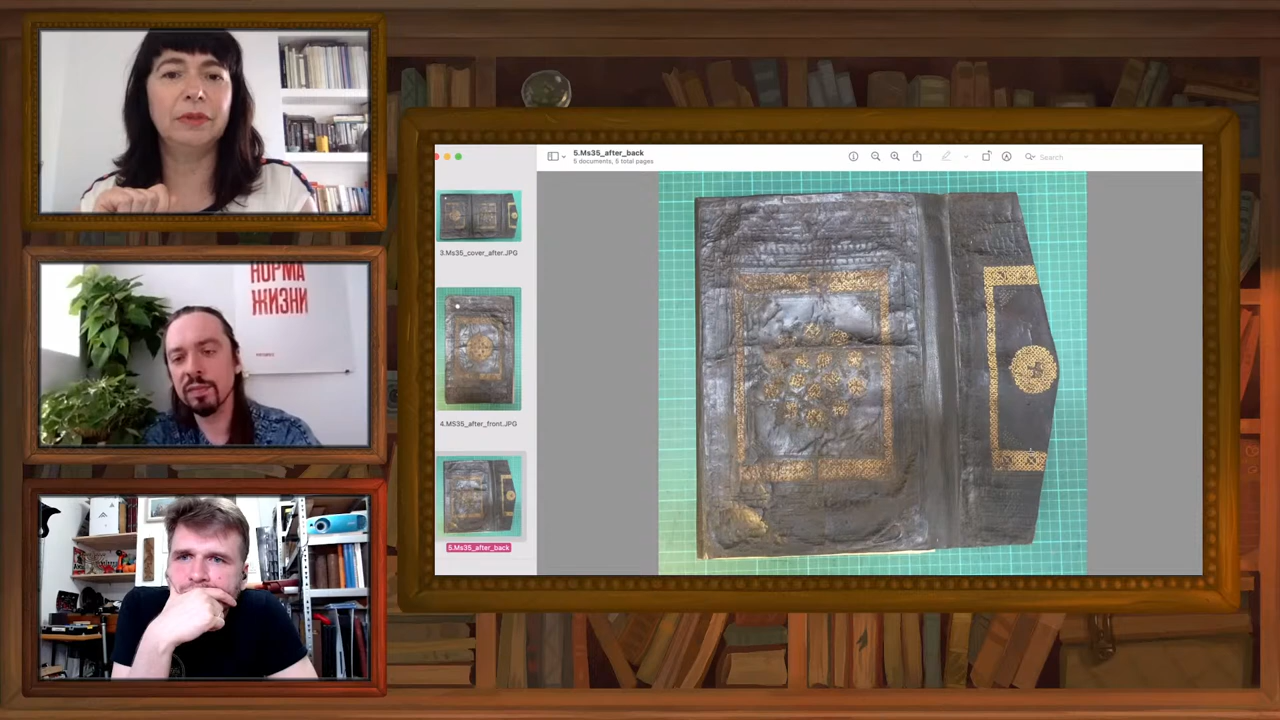 НОРМА
ЖИЗНИ
5.Ms35_after_back
5 documents, 5 total pages
Search
3.Ms35_cover_after.JPG
4.MS35_after_front.JPG
5.Ms35_after_back